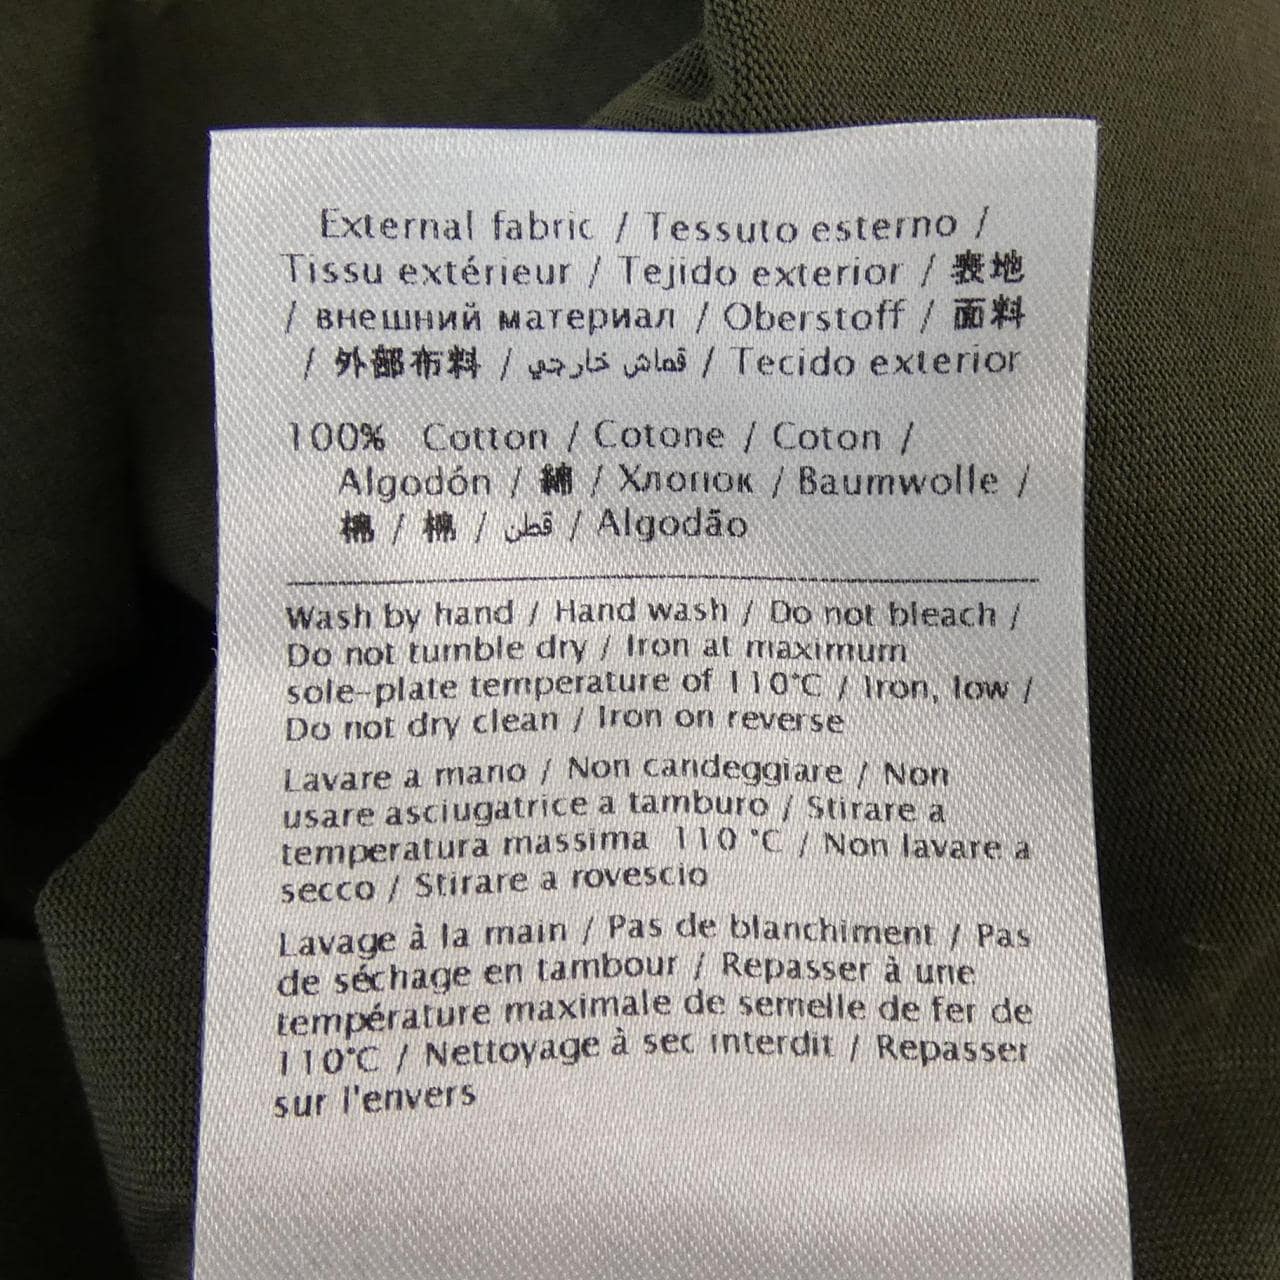 External fabric / Tessuto esterno /
Tissu extérieur / Tejido exterior / 表地
/ внешний материал / Oberstoff / 面料
/ 外部布料 / قماش خارجي / Tecido exterior
100% Cotton / Cotone / Coton /
Algodón / 綿 / Хлопок / Baumwolle /
棉 / 棉 / قطن / Algodão
Wash by hand / Hand wash / Do not bleach /
Do not tumble dry / Iron at maximum
sole-plate temperature of 110°C / Iron, low /
Do not dry clean / Iron on reverse
Lavare a mano / Non candeggiare / Non
usare asciugatrice a tamburo / Stirare a
temperatura massima 110 °C / Non lavare a
secco / Stirare a rovescio
Lavage à la main / Pas de blanchiment / Pas
de séchage en tambour / Repasser à une
température maximale de semelle de fer de
110°C / Nettoyage à sec interdit / Repasser
sur l'envers